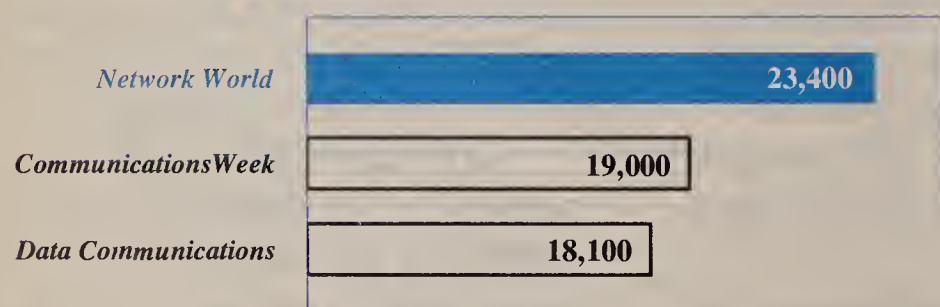 Network World 23,400
CommunicationsWeek 19,000
Data Communications 18,100